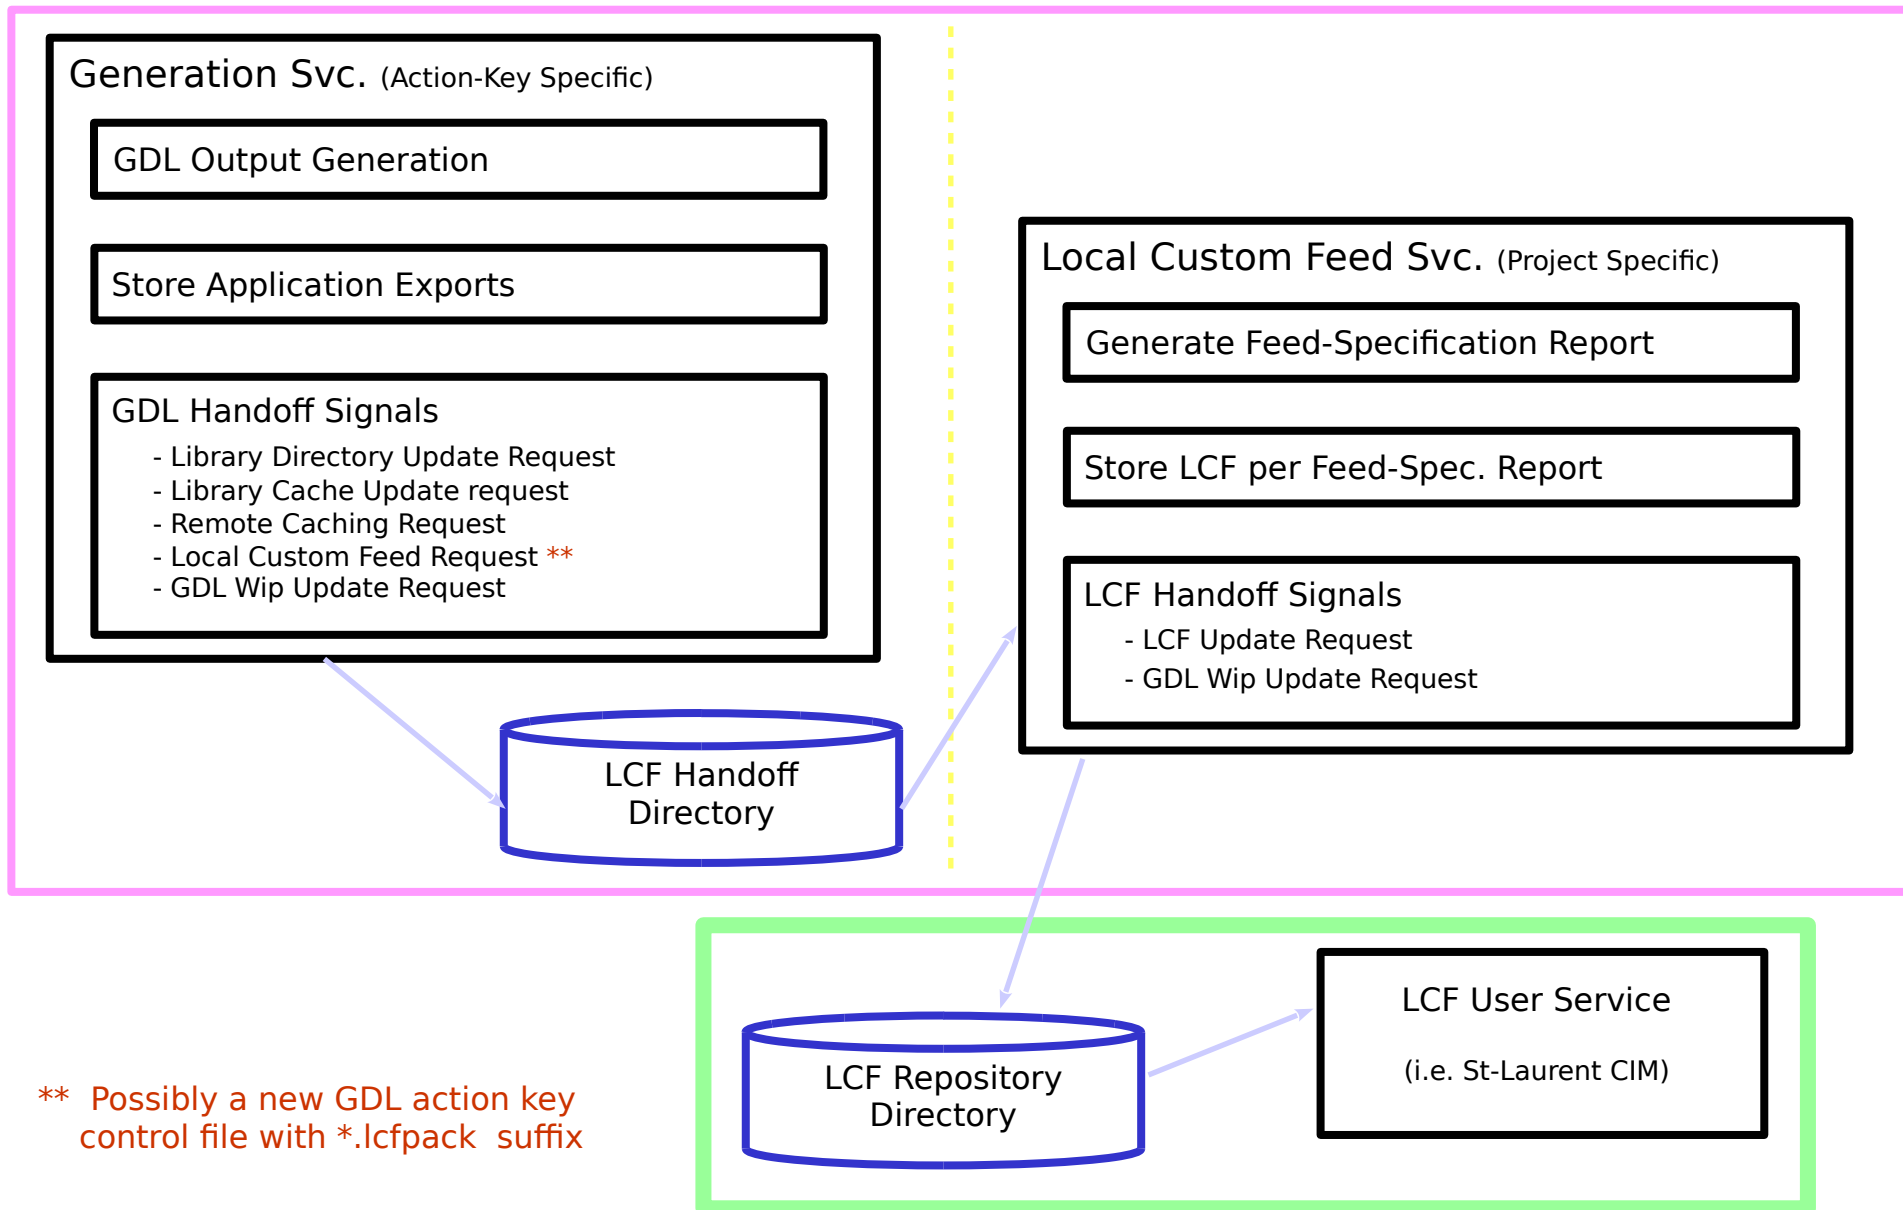 Generation Svc. (Action-Key Specific)
GDL Output Generation
Store Application Exports
GDL Handoff Signals
- Library Directory Update Request
- Library Cache Update request
- Remote Caching Request
- Local Custom Feed Request **
- GDL Wip Update Request
Local Custom Feed Svc. (Project Specific)
Generate Feed-Specification Report
Store LCF per Feed-Spec. Report
LCF Handoff Signals
- LCF Update Request
- GDL Wip Update Request
LCF Handoff
Directory
LCF Repository
Directory
LCF User Service
(i.e. St-Laurent CIM)
** Possibly a new GDL action key
control file with *.lcfpack suffix